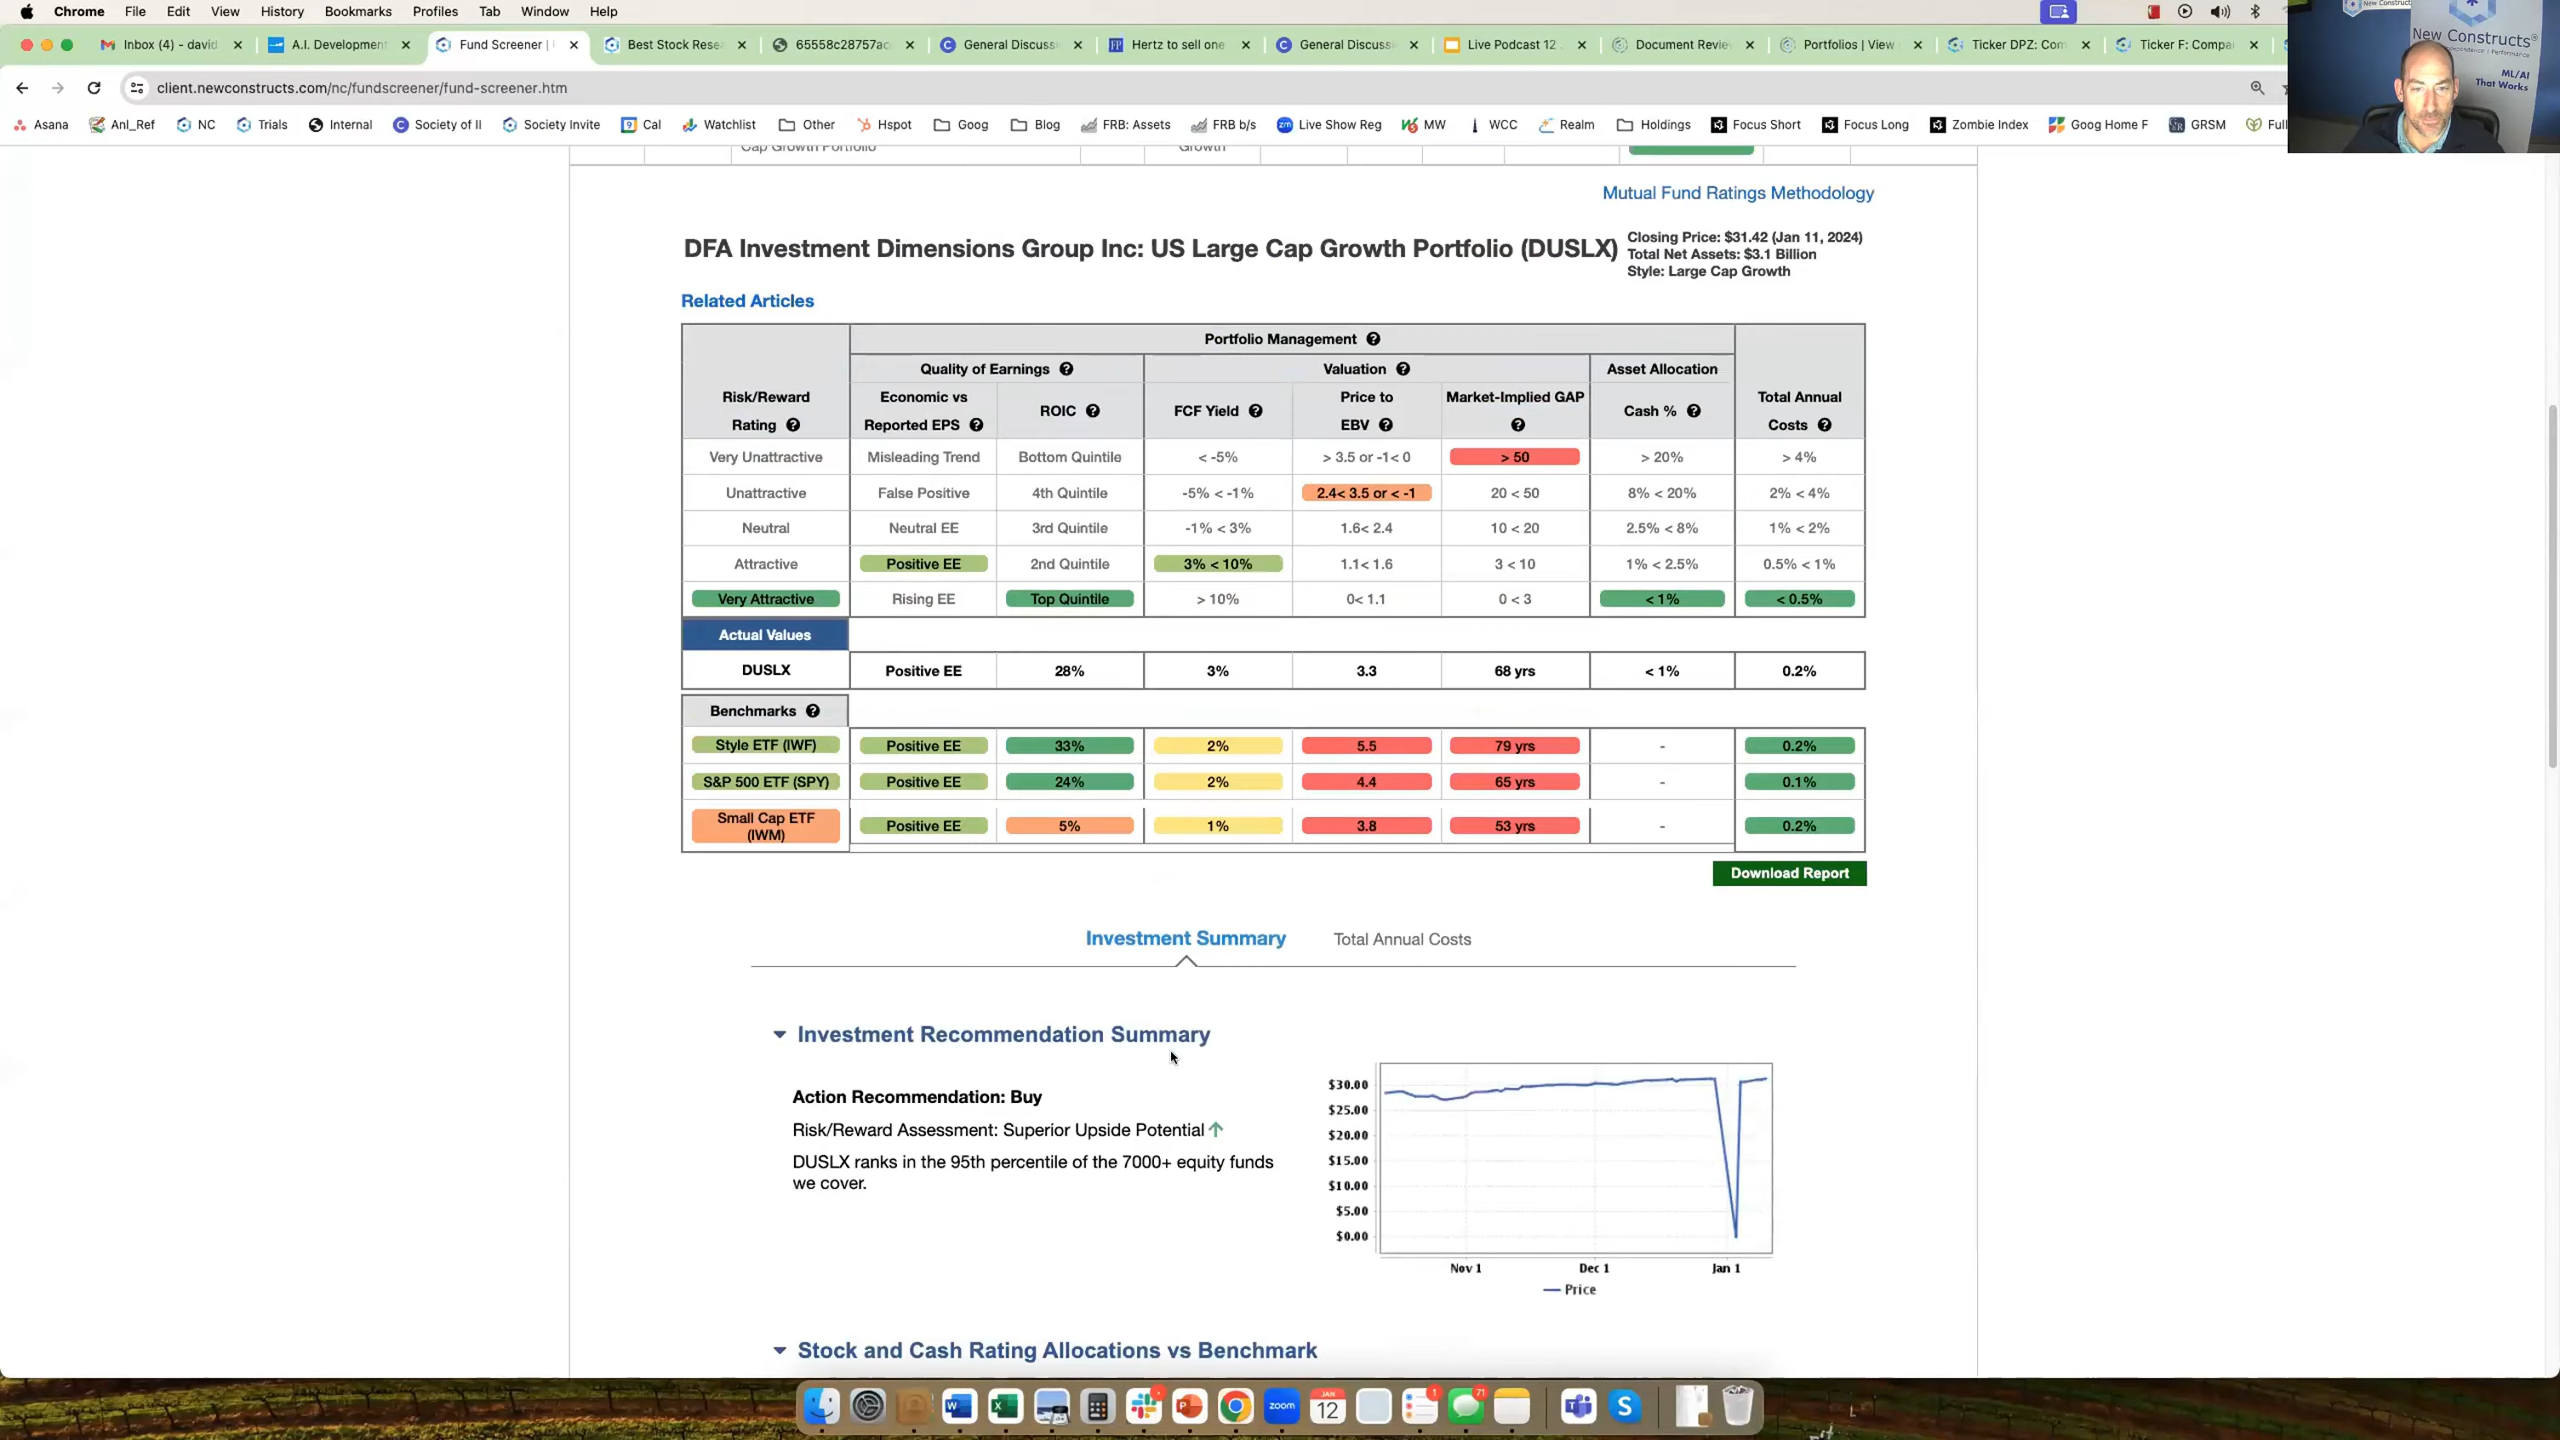 Chrome File Edit View History Bookmarks Profiles Tab Window Help
Inbox (4) - david
A.I. Development
Fund Screener |
Best Stock Rese
65558c28757ac
General Discuss
Hertz to sell one
General Discuss
Live Podcast 12
Document Revie
Portfolios | View
Ticker DPZ: Com
Ticker F: Compa
client.newconstructs.com/nc/fundscreener/fund-screener.htm
Asana Anl_Ref NC Trials Internal Society of II Society Invite Cal Watchlist Other Hspot Goog Blog FRB: Assets FRB b/s Live Show Reg MW WCC Realm Holdings Focus Short Focus Long Zombie Index Goog Home F GRSM Full
New Constructs®
ML/AI
That Works
Cap Growth Portfolio Growth
Mutual Fund Ratings Methodology
DFA Investment Dimensions Group Inc: US Large Cap Growth Portfolio (DUSLX)
Closing Price: $31.42 (Jan 11, 2024)
Total Net Assets: $3.1 Billion
Style: Large Cap Growth
Related Articles
Portfolio Management
Quality of Earnings Valuation Asset Allocation
Risk/Reward Rating Economic vs Reported EPS ROIC FCF Yield Price to EBV Market-Implied GAP Cash % Total Annual Costs
Very Unattractive Misleading Trend Bottom Quintile < -5% > 3.5 or -1< 0 > 50 > 20% > 4%
Unattractive False Positive 4th Quintile -5% < -1% 2.4< 3.5 or < -1 20 < 50 8% < 20% 2% < 4%
Neutral Neutral EE 3rd Quintile -1% < 3% 1.6< 2.4 10 < 20 2.5% < 8% 1% < 2%
Attractive Positive EE 2nd Quintile 3% < 10% 1.1< 1.6 3 < 10 1% < 2.5% 0.5% < 1%
Very Attractive Rising EE Top Quintile > 10% 0< 1.1 0 < 3 < 1% < 0.5%
Actual Values
DUSLX Positive EE 28% 3% 3.3 68 yrs < 1% 0.2%
Benchmarks
Style ETF (IWF) Positive EE 33% 2% 5.5 79 yrs - 0.2%
S&P 500 ETF (SPY) Positive EE 24% 2% 4.4 65 yrs - 0.1%
Small Cap ETF (IWM) Positive EE 5% 1% 3.8 53 yrs - 0.2%
Download Report
Investment Summary Total Annual Costs
Investment Recommendation Summary
Action Recommendation: Buy
Risk/Reward Assessment: Superior Upside Potential
DUSLX ranks in the 95th percentile of the 7000+ equity funds
we cover.
$30.00
$25.00
$20.00
$15.00
$10.00
$5.00
$0.00
Nov 1 Dec 1 Jan 1
Price
Stock and Cash Rating Allocations vs Benchmark
zoom
JAN
12
1
71